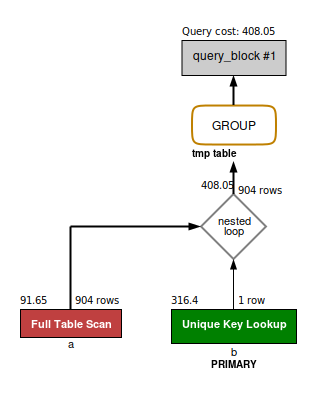 Query cost: 408.05
query_block #1
GROUP
tmp table
408.05
904 rows
nested
loop
91.65
904 rows
316.4
1 row
Full Table Scan
Unique Key Lookup
a
b
PRIMARY